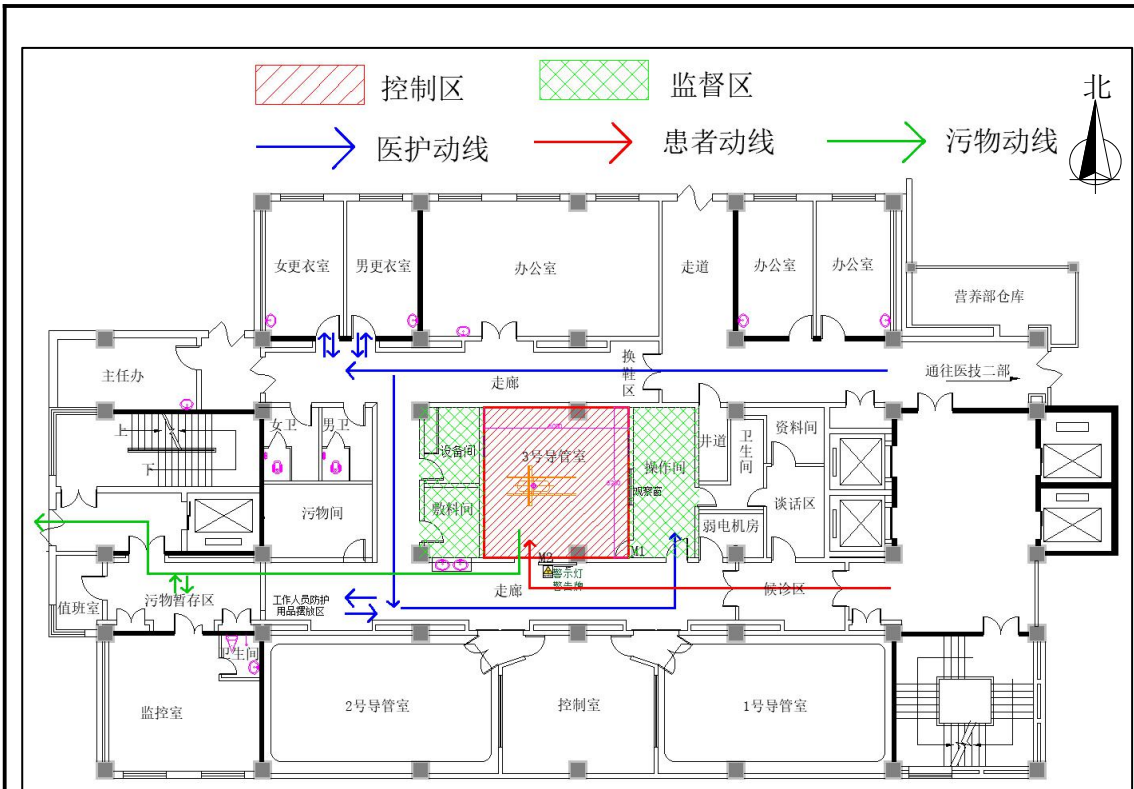 控制区
监督区
北
医护动线
患者动线
污物动线
女更衣室
男更衣室
办公室
走道
办公室
办公室
营养部仓库
主任办
走廊
换鞋区
通往医技二部
上
下
女卫
男卫
设备间
3号导管室
操作间
井道
卫生间
资料间
观察窗
污物间
敷料间
弱电机房
谈话区
M2
M1
警示灯
警告牌
值班室
污物暂存区
工作人员防护
用品摆放区
走廊
候诊区
卫生间
监控室
2号导管室
控制室
1号导管室